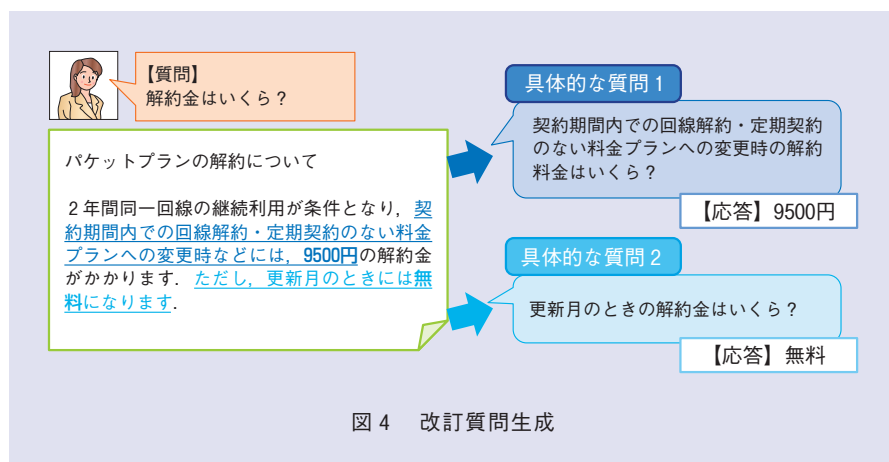 【質問】
解約金はいくら？
パケットプランの解約について
２年間同一回線の継続利用が条件となり，契
約期間内での回線解約・定期契約のない料金
プランへの変更時などには，9500円の解約金
がかかります．ただし，更新月のときには無
料になります．
具体的な質問１
契約期間内での回線解約・定期契約
のない料金プランへの変更時の解約
料金はいくら？
【応答】9500円
具体的な質問２
更新月のときの解約金はいくら？
【応答】無料
図４　改訂質問生成